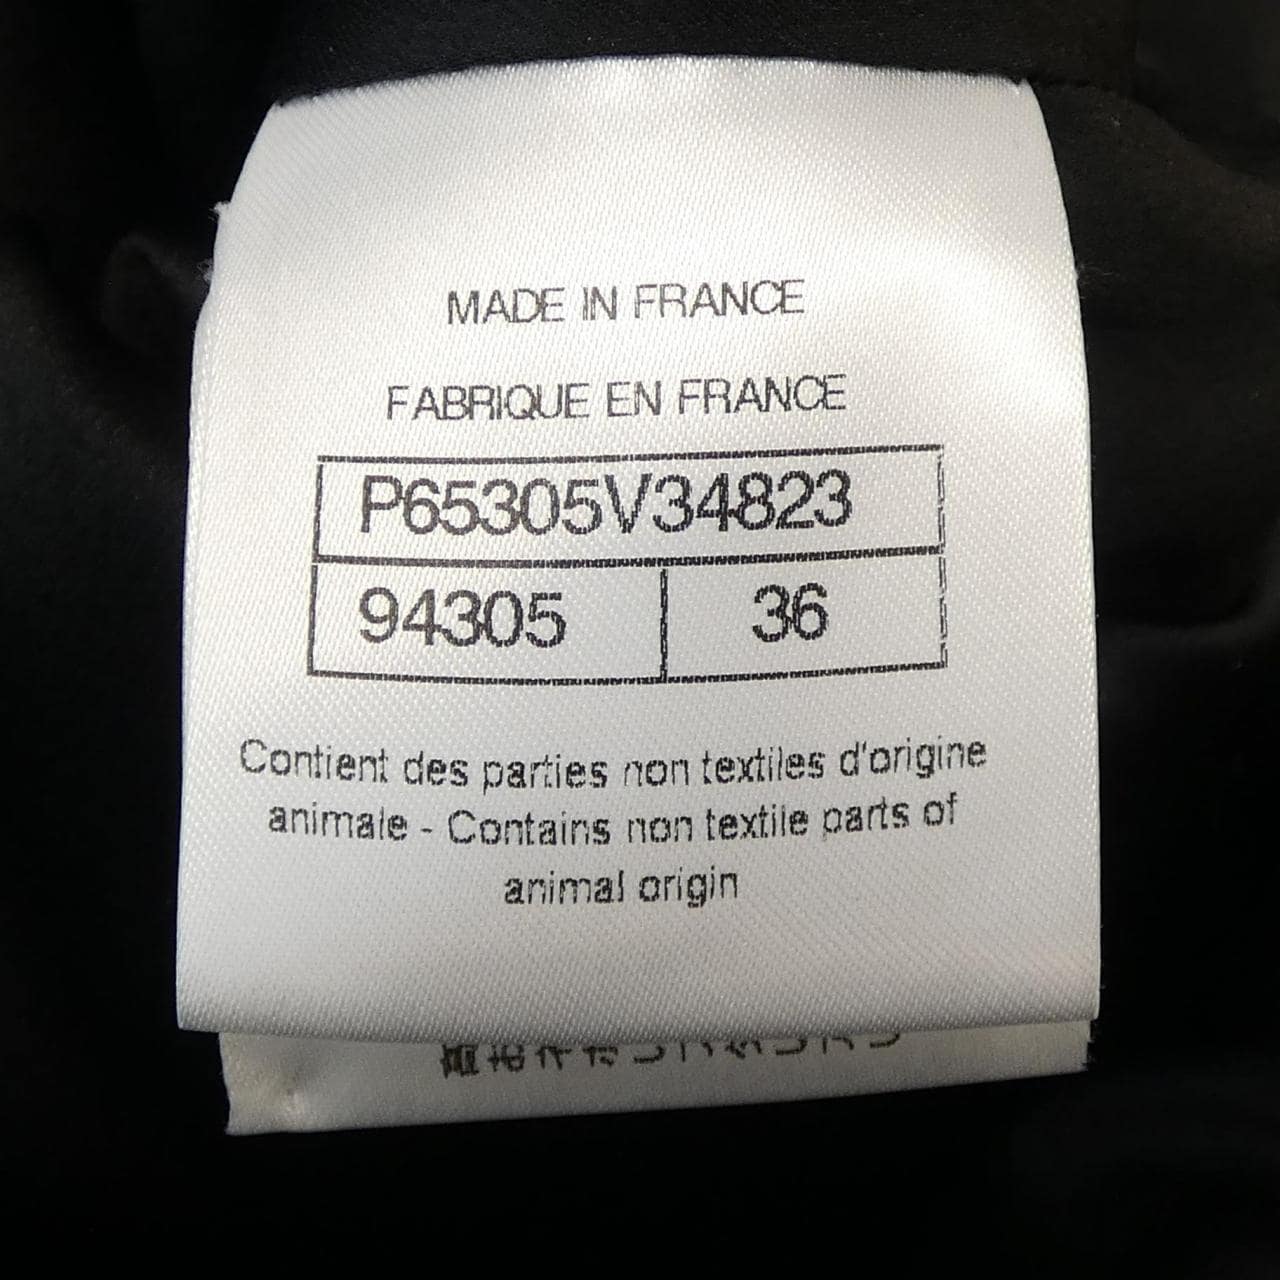 MADE IN FRANCE
FABRIQUE EN FRANCE
P65305V34823
94305 36
Contient des parties non textiles d'origine
animale - Contains non textile parts of
animal origin